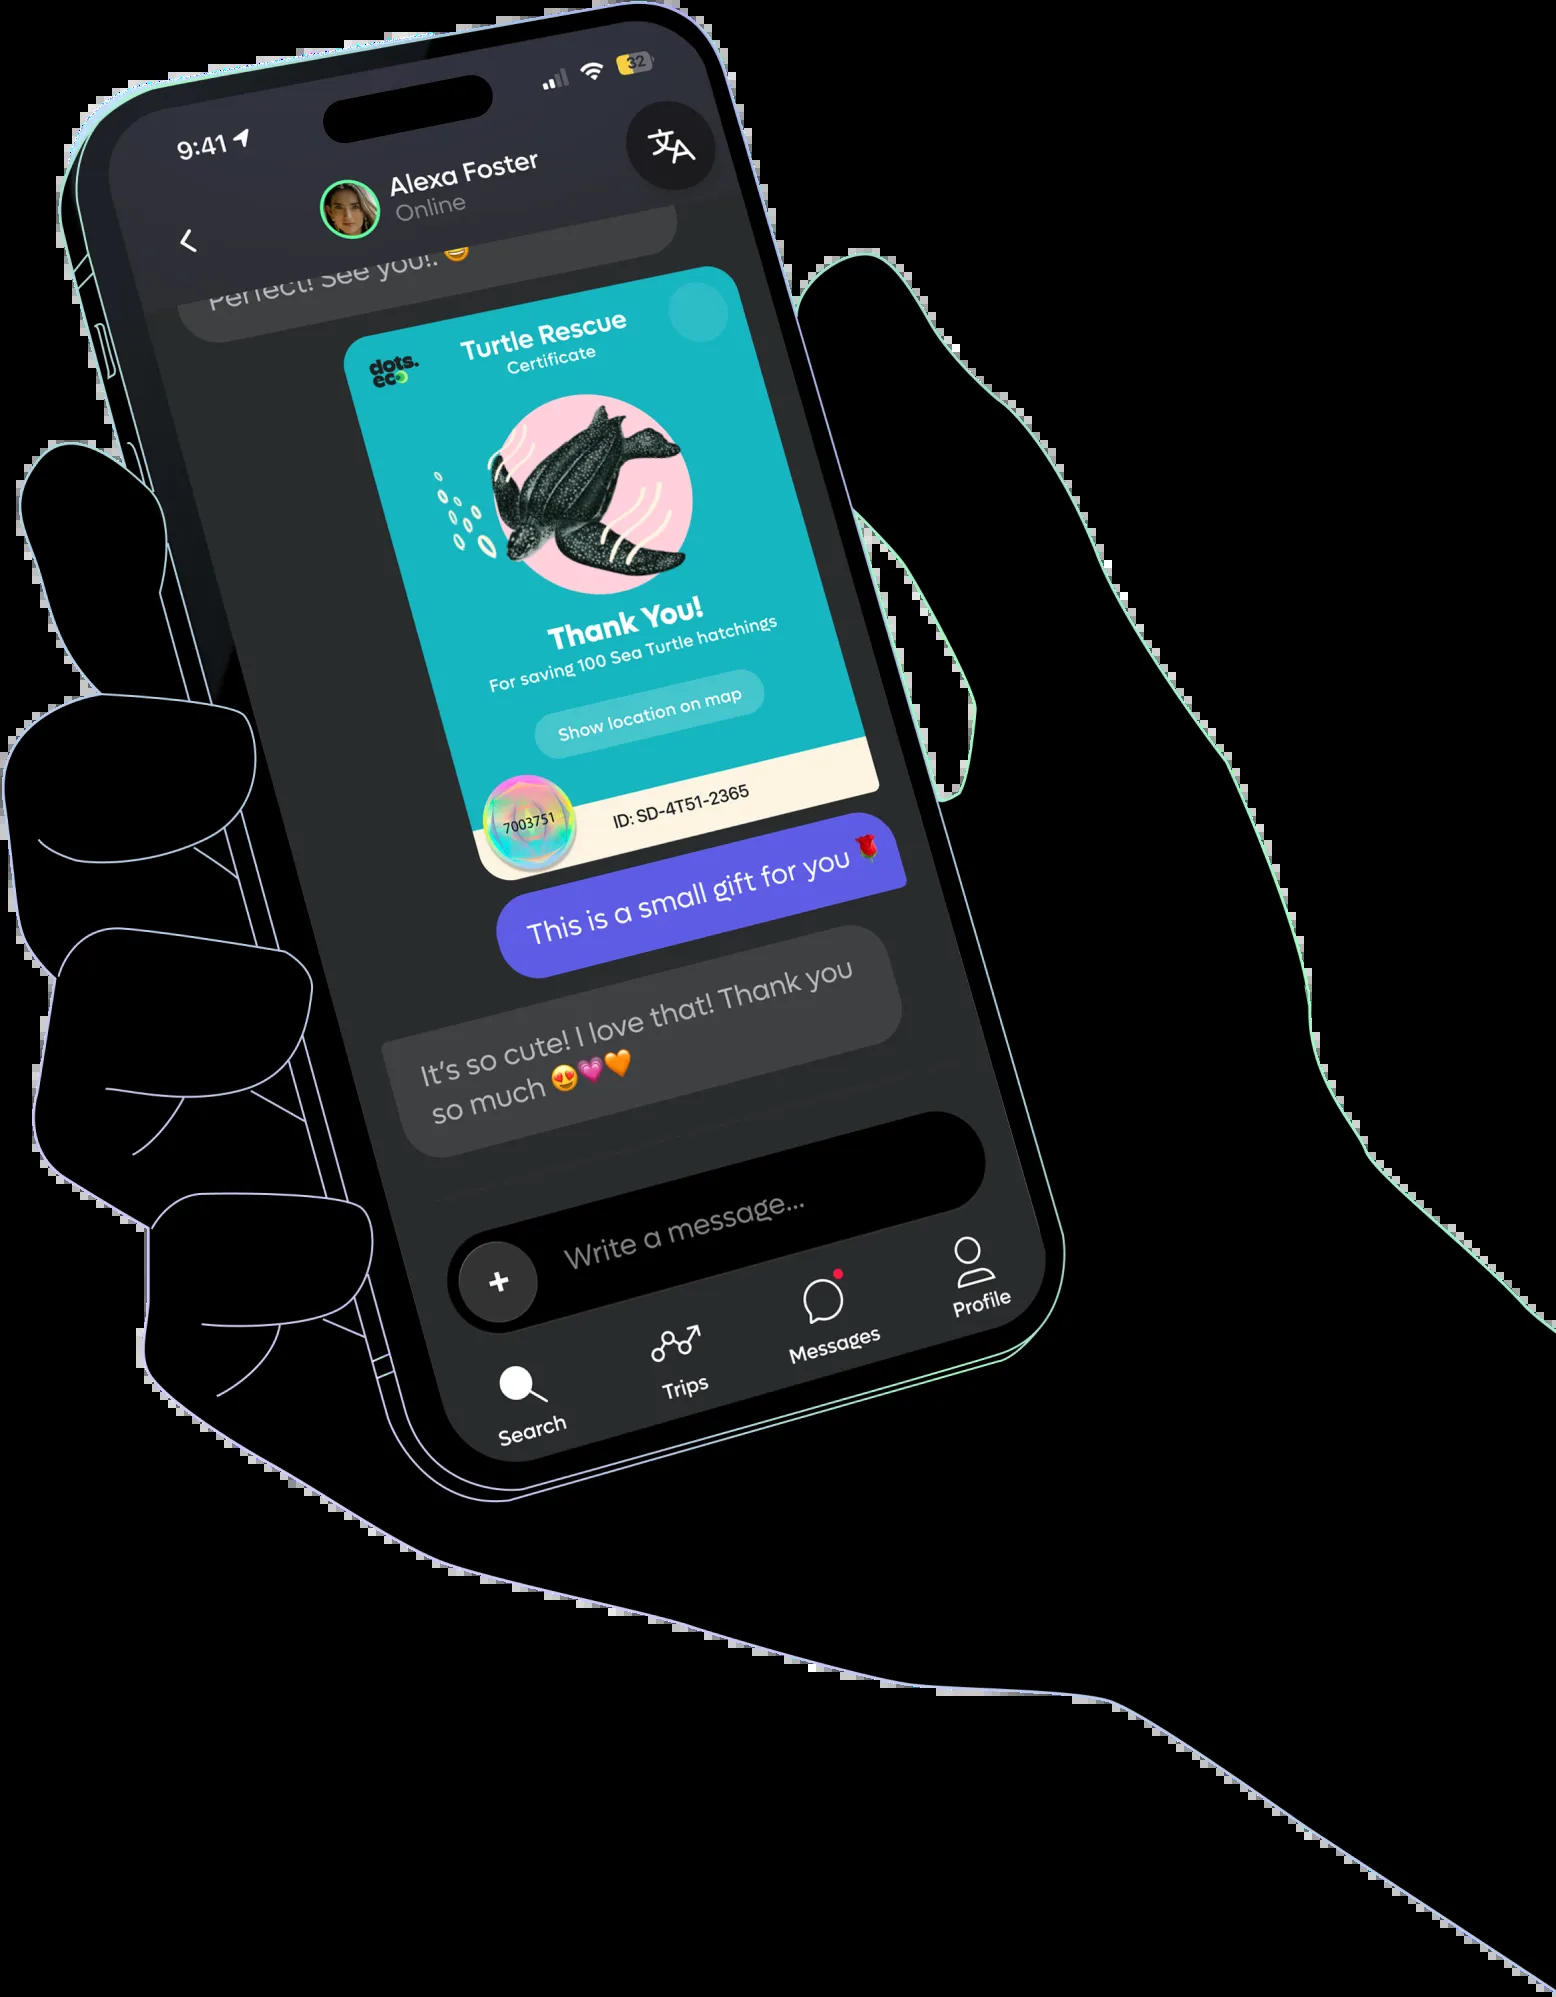 9:41
32
Alexa Foster
Online
Perfect! See you!. 😄
dots.
eco
Turtle Rescue
Certificate
Thank You!
For saving 100 Sea Turtle hatchings
Show location on map
7003751
ID: SD-4T51-2365
This is a small gift for you 🌹
It's so cute! I love that! Thank you
so much 😍💗🧡
Write a message...
Search
Trips
Messages
Profile